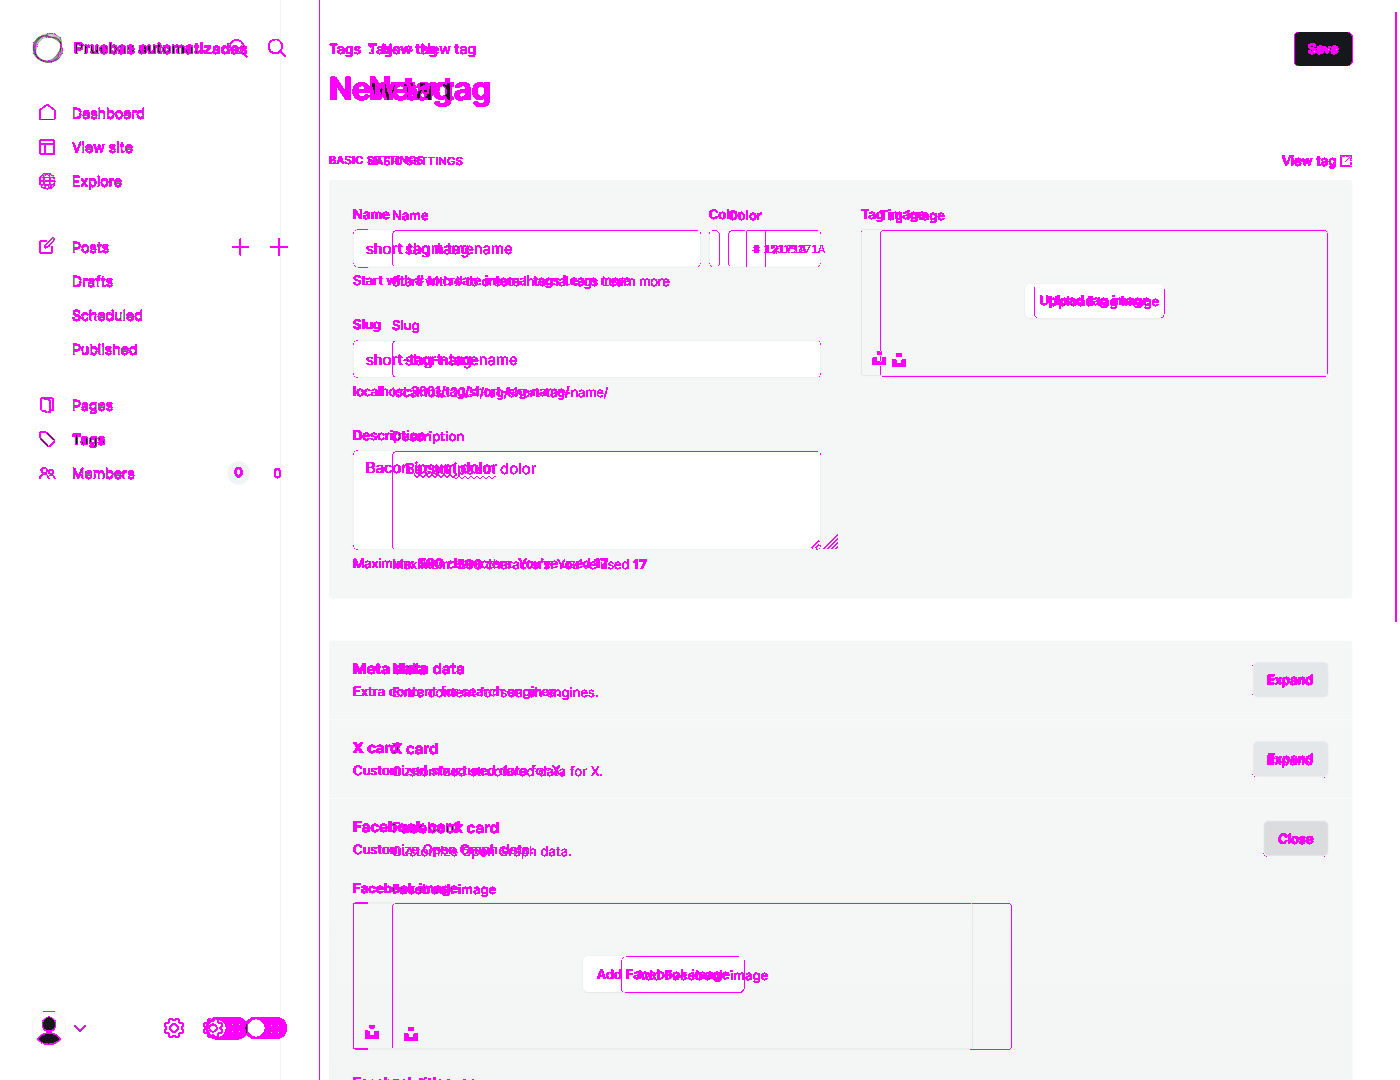 Pruebas automatizadas
Tags New tag
Save
New tag
Dashboard
View site
Explore
BASIC SETTINGS
View tag
Name
Color
Tag image
short tag name
Start with # to create internal tags Learn more
Upload tag image
Posts
Drafts
Scheduled
Published
Slug
short-tag-name
localhost:3001/tag/short-tag-name/
Pages
Tags
Members
0
0
Description
Bacon ipsum dolor
Maximum: 500 characters. You've used 17
Meta data
Extra content for search engines.
Expand
X card
Customized structured data for X.
Expand
Facebook card
Customize Open Graph data.
Close
Facebook image
Add Facebook image